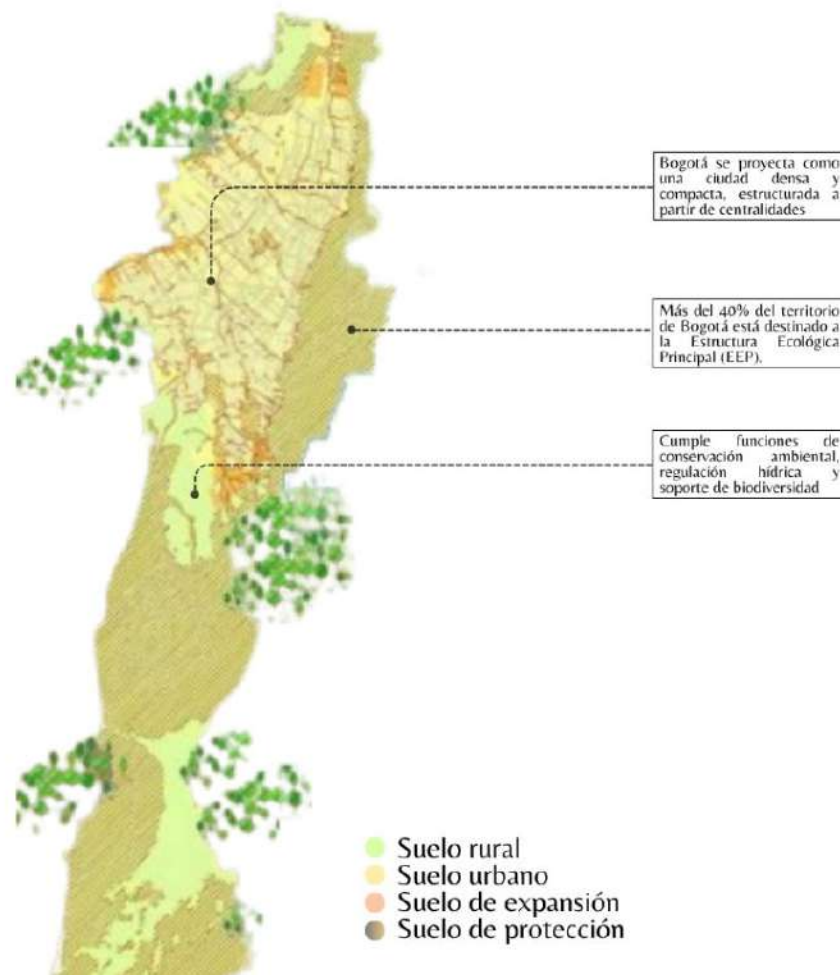 Bogotá se proyecta como
una ciudad densa y
compacta, estructurada a
partir de centralidades
Más del 40% del territorio
de Bogotá está destinado a
la Estructura Ecológica
Principal (EEP).
Cumple funciones de
conservación ambiental,
regulación hídrica y
soporte de biodiversidad
Suelo rural
Suelo urbano
Suelo de expansión
Suelo de protección